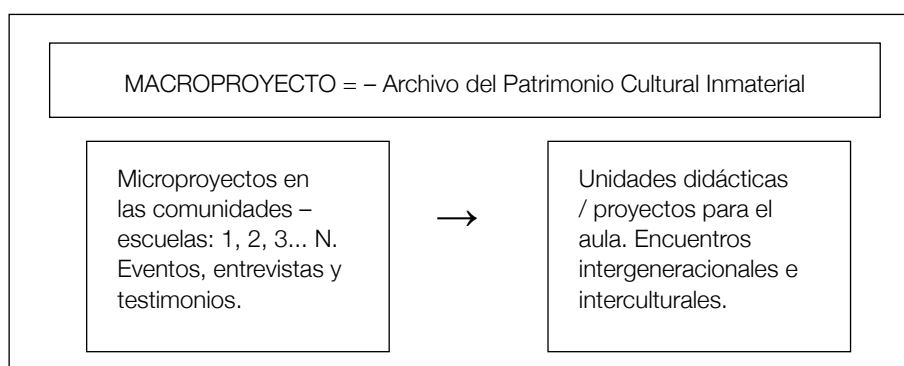 MACROPROYECTO = – Archivo del Patrimonio Cultural Inmaterial
Microproyectos en
las comunidades –
escuelas: 1, 2, 3... N.
Eventos, entrevistas y
testimonios.
→
Unidades didácticas
/ proyectos para el
aula. Encuentros
intergeneracionales e
interculturales.